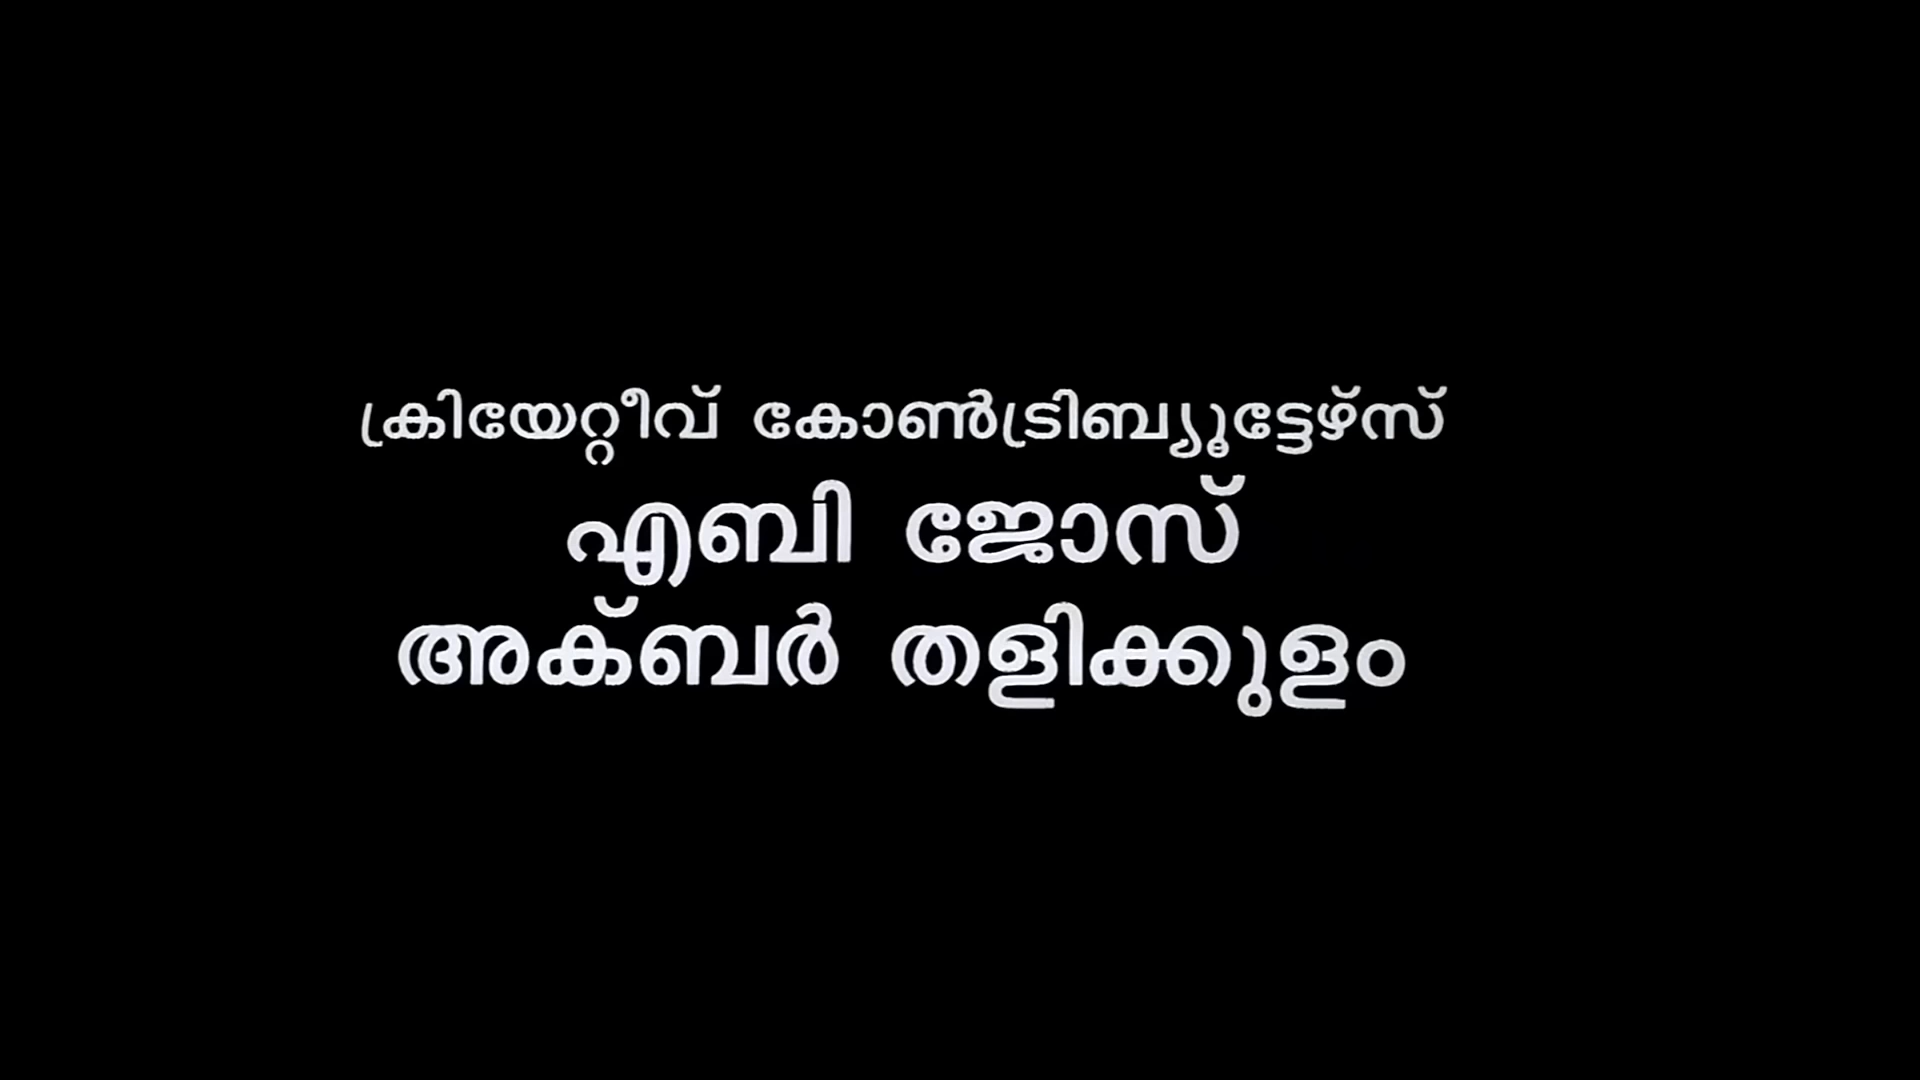 ക്രിയേറ്റീവ് കോൺട്രിബ്യൂട്ടേഴ്സ്
എബി ജോസ്
അക്ബർ തളിക്കുളം